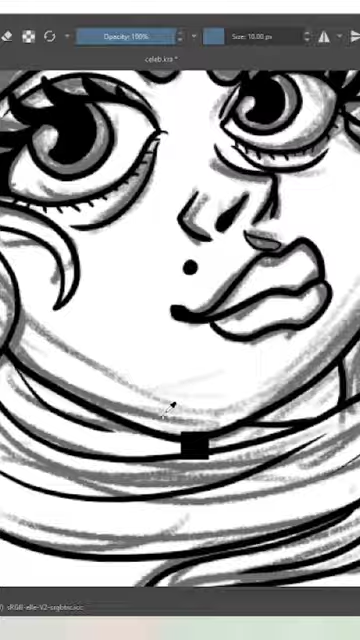 Opacity: 100%
Size: 10.00 px
celeb.kra *
sRGB-elle-V2-srgbtrc.icc